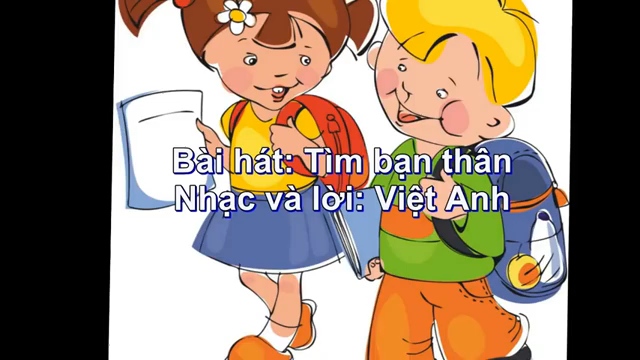 Bài hát: Tìm bạn thân
Nhạc và lời: Việt Anh